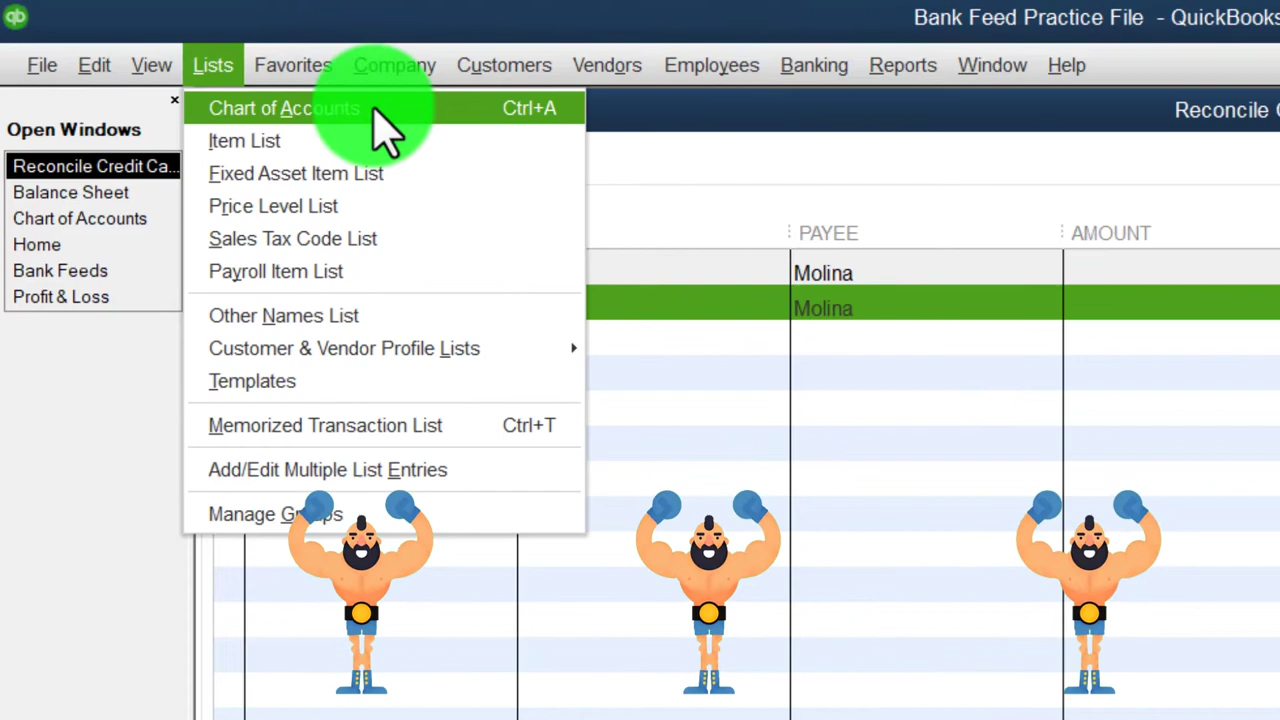 qb
Bank Feed Practice File - QuickBooks
File Edit View Lists Favorites Company Customers Vendors Employees Banking Reports Window Help
Open Windows
Reconcile Credit Ca...
Balance Sheet
Chart of Accounts
Home
Bank Feeds
Profit & Loss
Chart of Accounts Ctrl+A
Item List
Fixed Asset Item List
Price Level List
Sales Tax Code List
Payroll Item List
Other Names List
Customer & Vendor Profile Lists
Templates
Memorized Transaction List Ctrl+T
Add/Edit Multiple List Entries
Manage Groups
Reconcile
PAYEE AMOUNT
Molina
Molina